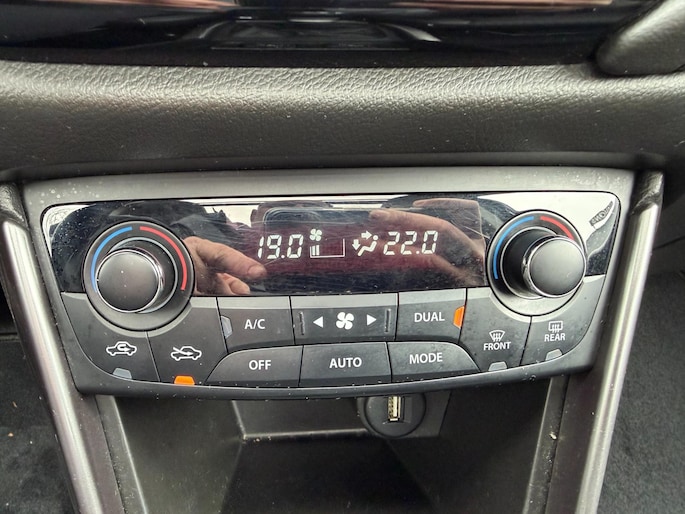 19.0 22.0
A/C
DUAL
FRONT
REAR
OFF
AUTO
MODE